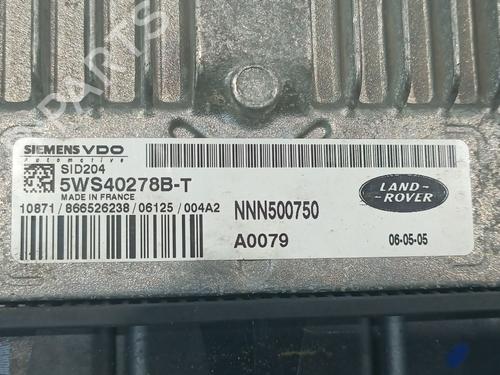 SIEMENS VDO
Automotive
SID204
5WS40278B-T
MADE IN FRANCE
10871 / 866526238 / 06125 / 004A2
NNN500750
A0079
LAND
ROVER
06-05-05